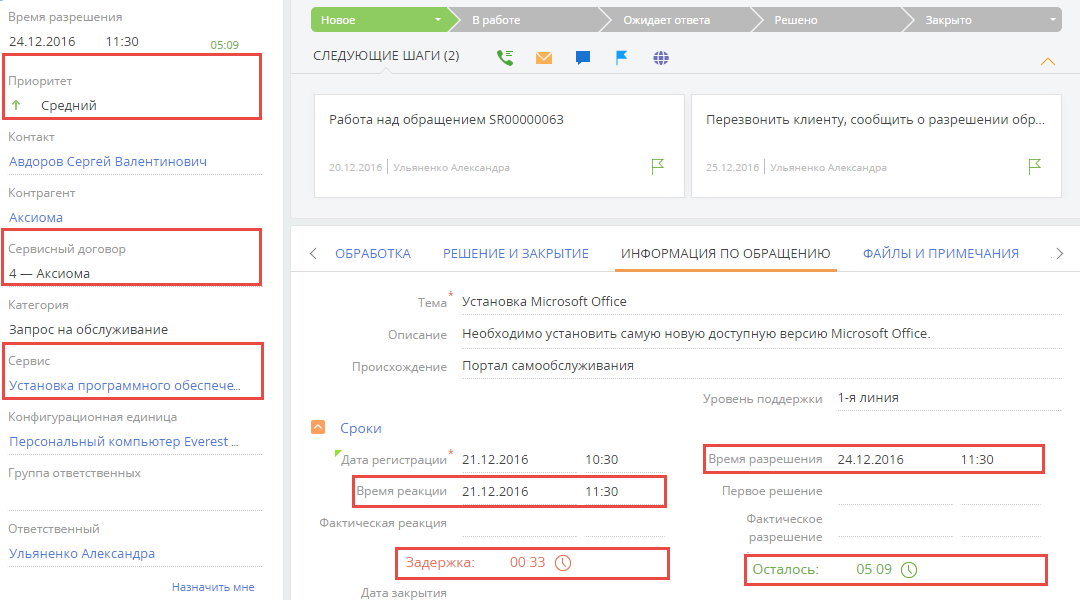 Время разрешения
24.12.2016 11:30 05:09
Приоритет
Средний
Контакт
Авдоров Сергей Валентинович
Контрагент
Аксиома
Сервисный договор
4 — Аксиома
Категория
Запрос на обслуживание
Сервис
Установка программного обеспече...
Конфигурационная единица
Персональный компьютер Everest ...
Группа ответственных
Ответственный
Ульяненко Александра
Назначить мне
Новое В работе Ожидает ответа Решено Закрыто
СЛЕДУЮЩИЕ ШАГИ (2)
Работа над обращением SR00000063
20.12.2016 Ульяненко Александра
Перезвонить клиенту, сообщить о разрешении обр...
25.12.2016 Ульяненко Александра
ОБРАБОТКА РЕШЕНИЕ И ЗАКРЫТИЕ ИНФОРМАЦИЯ ПО ОБРАЩЕНИЮ ФАЙЛЫ И ПРИМЕЧАНИЯ
Тема* Установка Microsoft Office
Описание Необходимо установить самую новую доступную версию Microsoft Office.
Происхождение Портал самообслуживания
Уровень поддержки 1-я линия
Сроки
Дата регистрации* 21.12.2016 10:30
Время разрешения 24.12.2016 11:30
Время реакции 21.12.2016 11:30
Первое решение
Фактическая реакция
Фактическое
разрешение
Задержка: 00:33
Осталось: 05:09
Дата закрытия